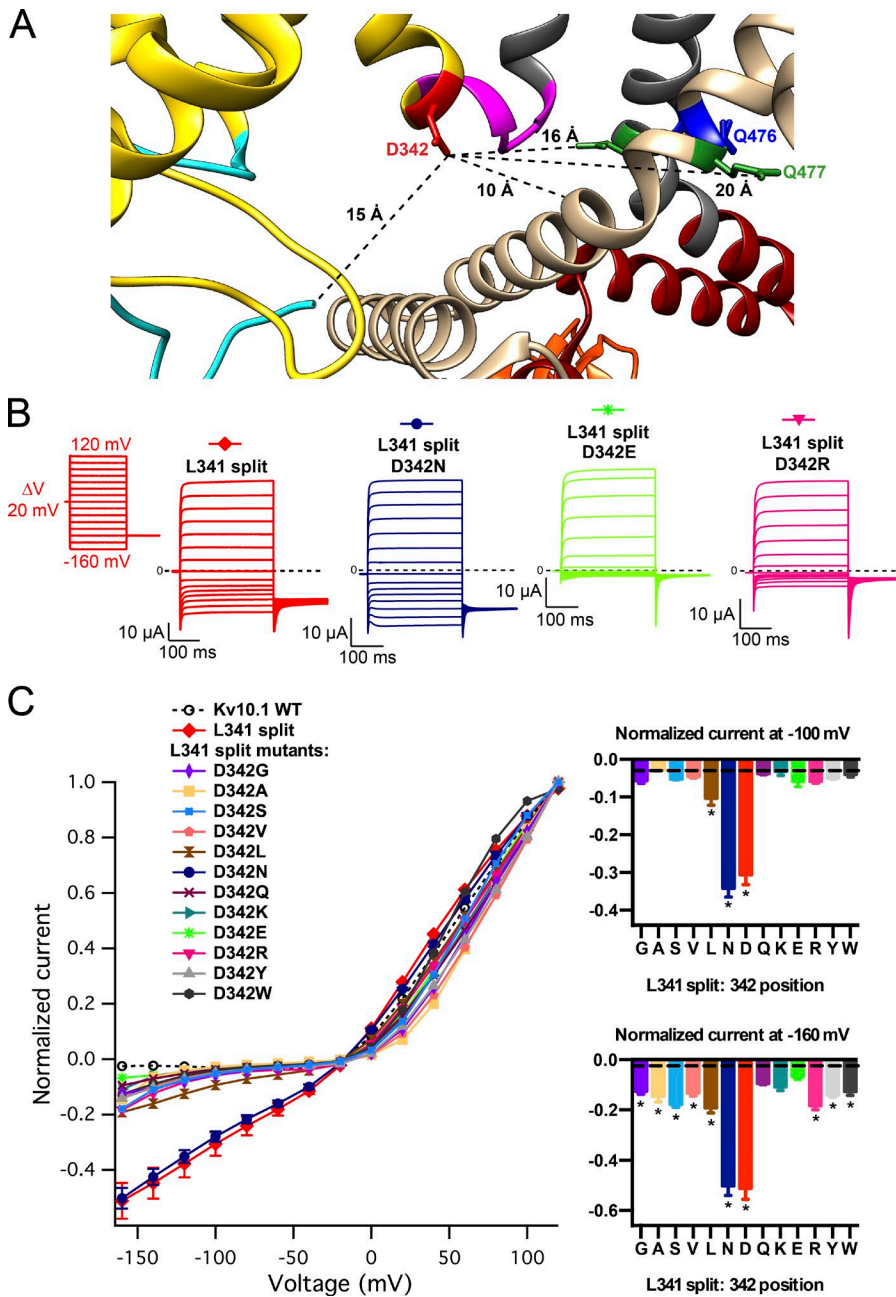 A
D342
16 Å
Q476
Q477
20 Å
10 Å
15 Å
B
120 mV
ΔV
20 mV
-160 mV
L341 split
L341 split
D342N
L341 split
D342E
L341 split
D342R
0
0
0
0
10 µA
100 ms
10 µA
100 ms
10 µA
100 ms
10 µA
100 ms
C
Kv10.1 WT
L341 split
L341 split mutants:
D342G
D342A
D342S
D342V
D342L
D342N
D342Q
D342K
D342E
D342R
D342Y
D342W
Normalized current
1.0
0.8
0.6
0.4
0.2
0.0
-0.2
-0.4
-150 -100 -50 0 50 100
Voltage (mV)
Normalized current at -100 mV
0.0
-0.1
-0.2
-0.3
-0.4
* * *
G A S V L N D Q K E R Y W
L341 split: 342 position
Normalized current at -160 mV
0.0
-0.2
-0.4
-0.6
* * * * * * * * * *
G A S V L N D Q K E R Y W
L341 split: 342 position